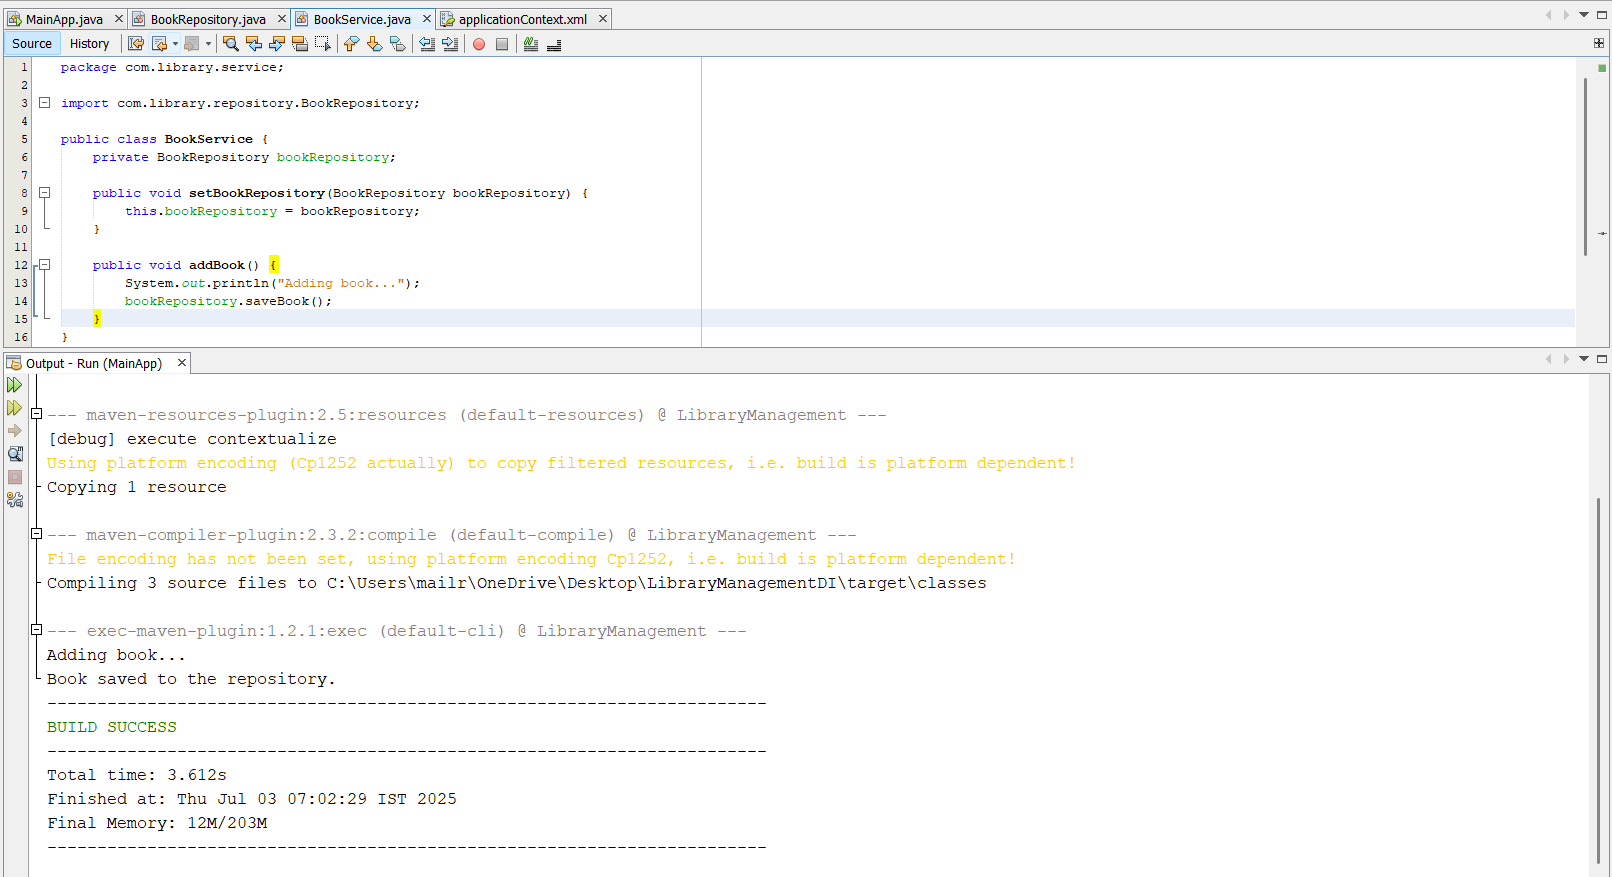 MainApp.java BookRepository.java BookService.java applicationContext.xml
Source History
1 package com.library.service;
2
3 import com.library.repository.BookRepository;
4
5 public class BookService {
6 private BookRepository bookRepository;
7
8 public void setBookRepository(BookRepository bookRepository) {
9 this.bookRepository = bookRepository;
10 }
11
12 public void addBook() {
13 System.out.println("Adding book...");
14 bookRepository.saveBook();
15 }
16 }
Output - Run (MainApp)
--- maven-resources-plugin:2.5:resources (default-resources) @ LibraryManagement ---
[debug] execute contextualize
Using platform encoding (Cp1252 actually) to copy filtered resources, i.e. build is platform dependent!
Copying 1 resource
--- maven-compiler-plugin:2.3.2:compile (default-compile) @ LibraryManagement ---
File encoding has not been set, using platform encoding Cp1252, i.e. build is platform dependent!
Compiling 3 source files to C:\Users\mailr\OneDrive\Desktop\LibraryManagementDI\target\classes
--- exec-maven-plugin:1.2.1:exec (default-cli) @ LibraryManagement ---
Adding book...
Book saved to the repository.
------------------------------------------------------------------------
BUILD SUCCESS
------------------------------------------------------------------------
Total time: 3.612s
Finished at: Thu Jul 03 07:02:29 IST 2025
Final Memory: 12M/203M
------------------------------------------------------------------------